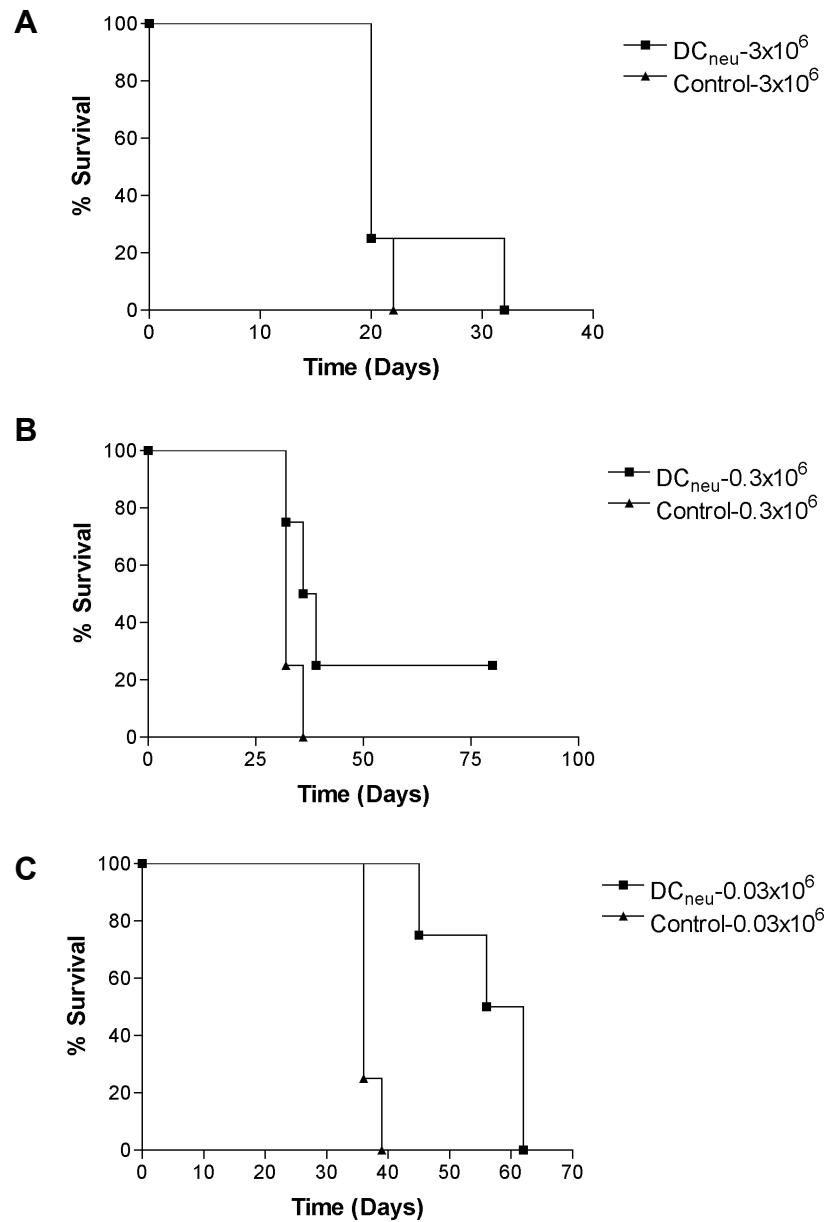 A
DCneu-3x10^6
Control-3x10^6
% Survival
100
80
60
40
20
0
0 10 20 30 40
Time (Days)
B
DCneu-0.3x10^6
Control-0.3x10^6
% Survival
100
80
60
40
20
0
0 25 50 75 100
Time (Days)
C
DCneu-0.03x10^6
Control-0.03x10^6
% Survival
100
80
60
40
20
0
0 10 20 30 40 50 60 70
Time (Days)